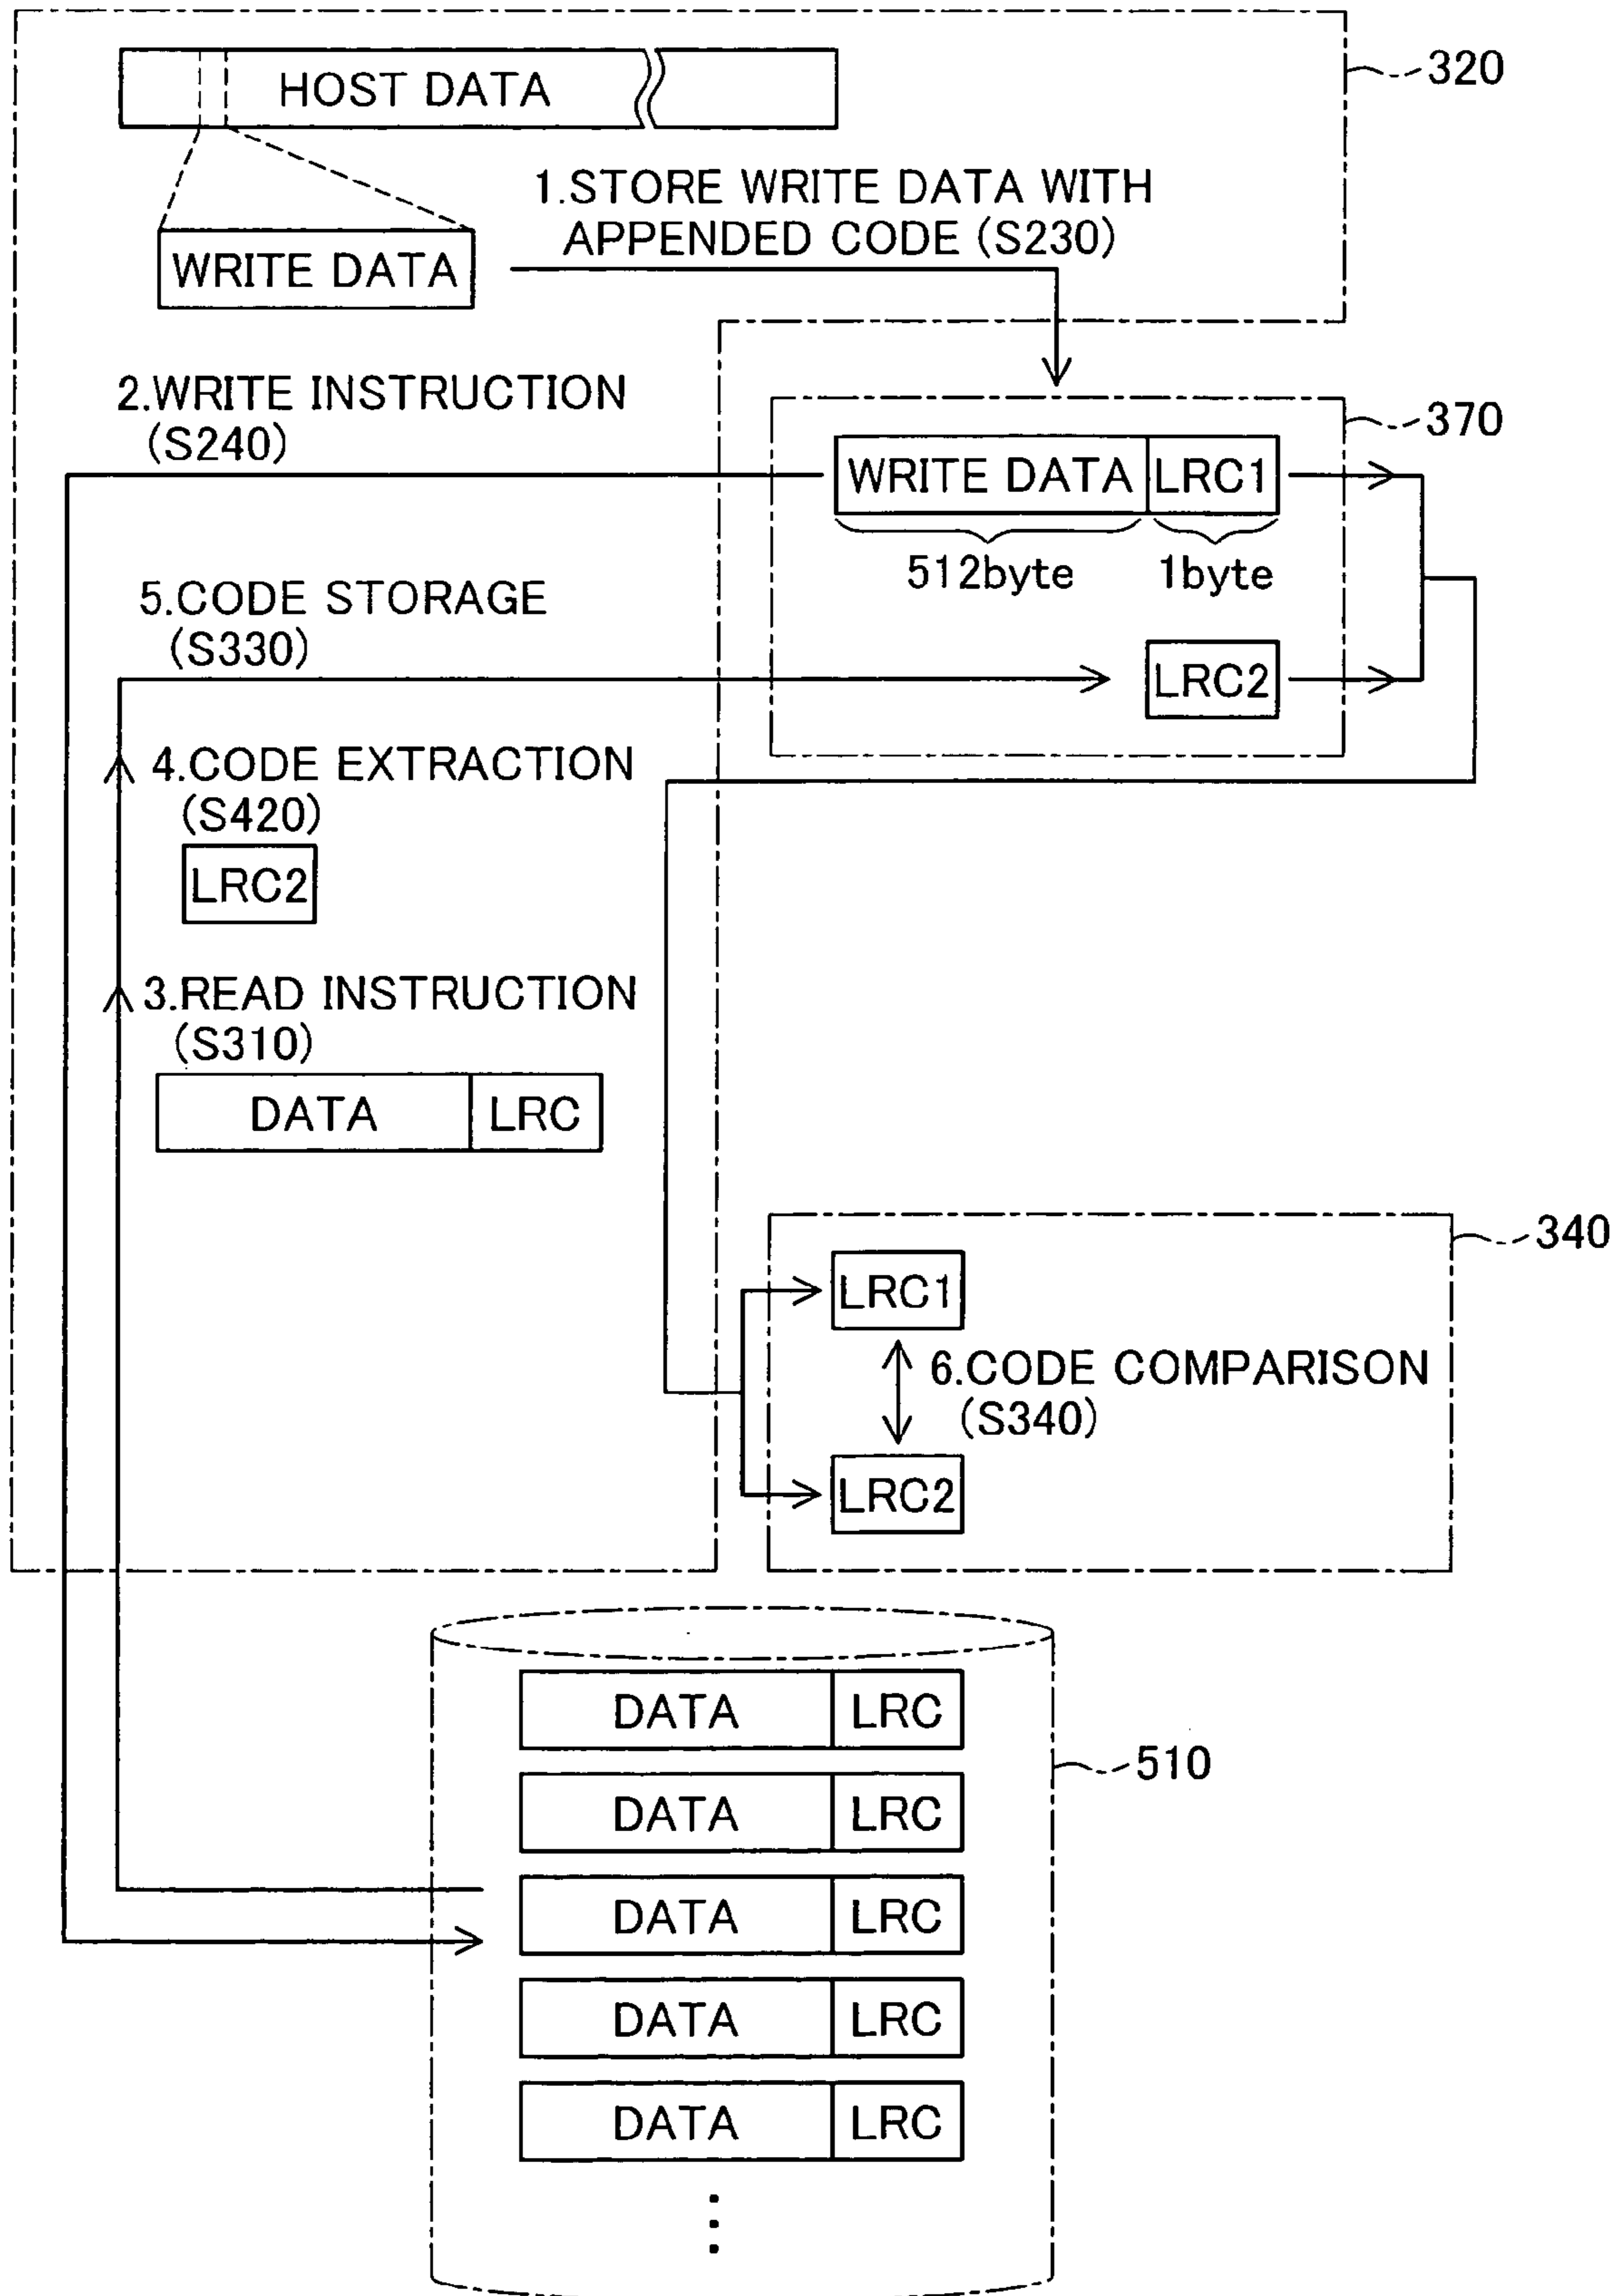 320
HOST DATA
1.STORE WRITE DATA WITH
APPENDED CODE (S230)
WRITE DATA
2.WRITE INSTRUCTION
(S240)
370
WRITE DATA LRC1
512byte 1byte
5.CODE STORAGE
(S330)
LRC2
4.CODE EXTRACTION
(S420)
LRC2
3.READ INSTRUCTION
(S310)
DATA LRC
340
LRC1
6.CODE COMPARISON
(S340)
LRC2
DATA LRC
510
DATA LRC
DATA LRC
DATA LRC
DATA LRC